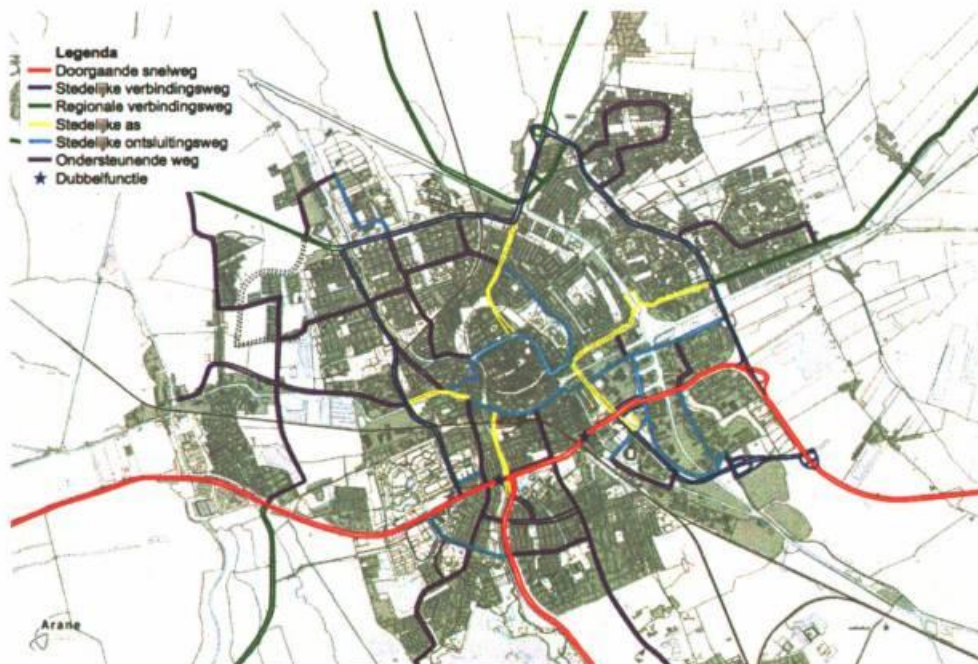 Legenda
Doorgaande snelweg
Stedelijke verbindingsweg
Regionale verbindingsweg
Stedelijke as
Stedelijke ontsluitingsweg
Ondersteunende weg
Dubbelfunctie
Arane